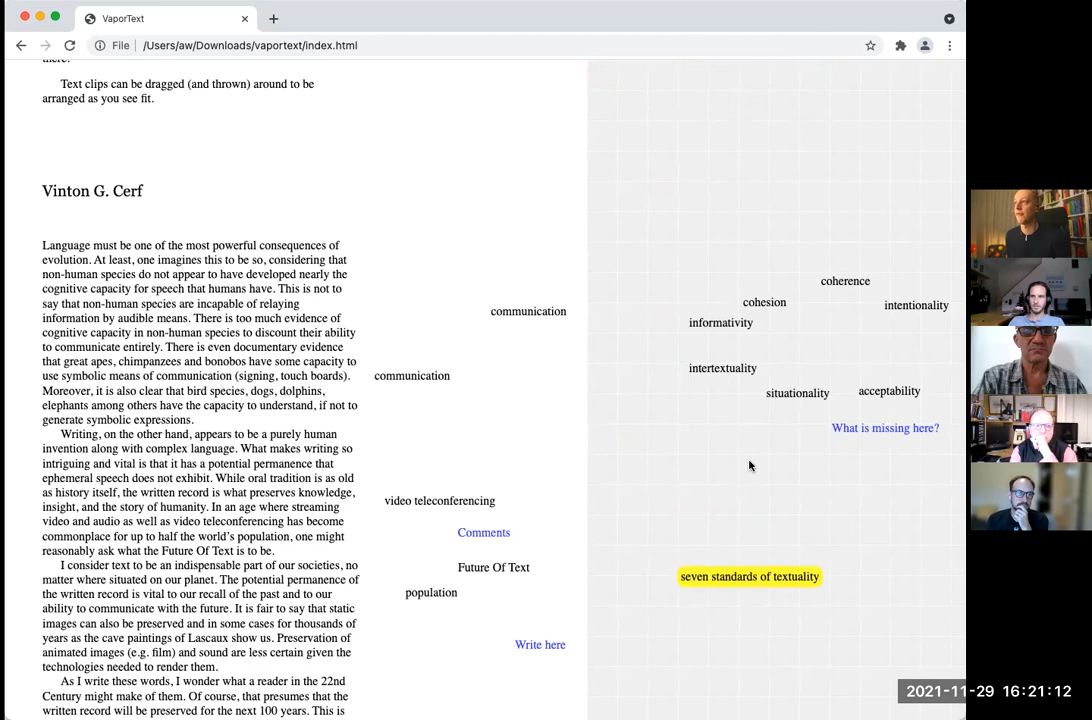 VaporText
File
/Users/aw/Downloads/vaportext/index.html
there.
Text clips can be dragged (and thrown) around to be
arranged as you see fit.
Vinton G. Cerf
Language must be one of the most powerful consequences of
evolution. At least, one imagines this to be so, considering that
non-human species do not appear to have developed nearly the
cognitive capacity for speech that humans have. This is not to
say that non-human species are incapable of relaying
information by audible means. There is too much evidence of
cognitive capacity in non-human species to discount their ability
to communicate entirely. There is even documentary evidence
that great apes, chimpanzees and bonobos have some capacity to
use symbolic means of communication (signing, touch boards).
Moreover, it is also clear that bird species, dogs, dolphins,
elephants among others have the capacity to understand, if not to
generate symbolic expressions.
Writing, on the other hand, appears to be a purely human
invention along with complex language. What makes writing so
intriguing and vital is that it has a potential permanence that
ephemeral speech does not exhibit. While oral tradition is as old
as history itself, the written record is what preserves knowledge,
insight, and the story of humanity. In an age where streaming
video and audio as well as video teleconferencing has become
commonplace for up to half the world's population, one might
reasonably ask what the Future Of Text is to be.
I consider text to be an indispensable part of our societies, no
matter where situated on our planet. The potential permanence of
the written record is vital to our recall of the past and to our
ability to communicate with the future. It is fair to say that static
images can also be preserved and in some cases for thousands of
years as the cave paintings of Lascaux show us. Preservation of
animated images (e.g. film) and sound are less certain given the
technologies needed to render them.
As I write these words, I wonder what a reader in the 22nd
Century might make of them. Of course, that presumes that the
written record will be preserved for the next 100 years. This is
communication
communication
video teleconferencing
Comments
Future Of Text
population
Write here
coherence
cohesion
intentionality
informativity
intertextuality
situationality
acceptability
What is missing here?
seven standards of textuality
2021-11-29 16:21:12